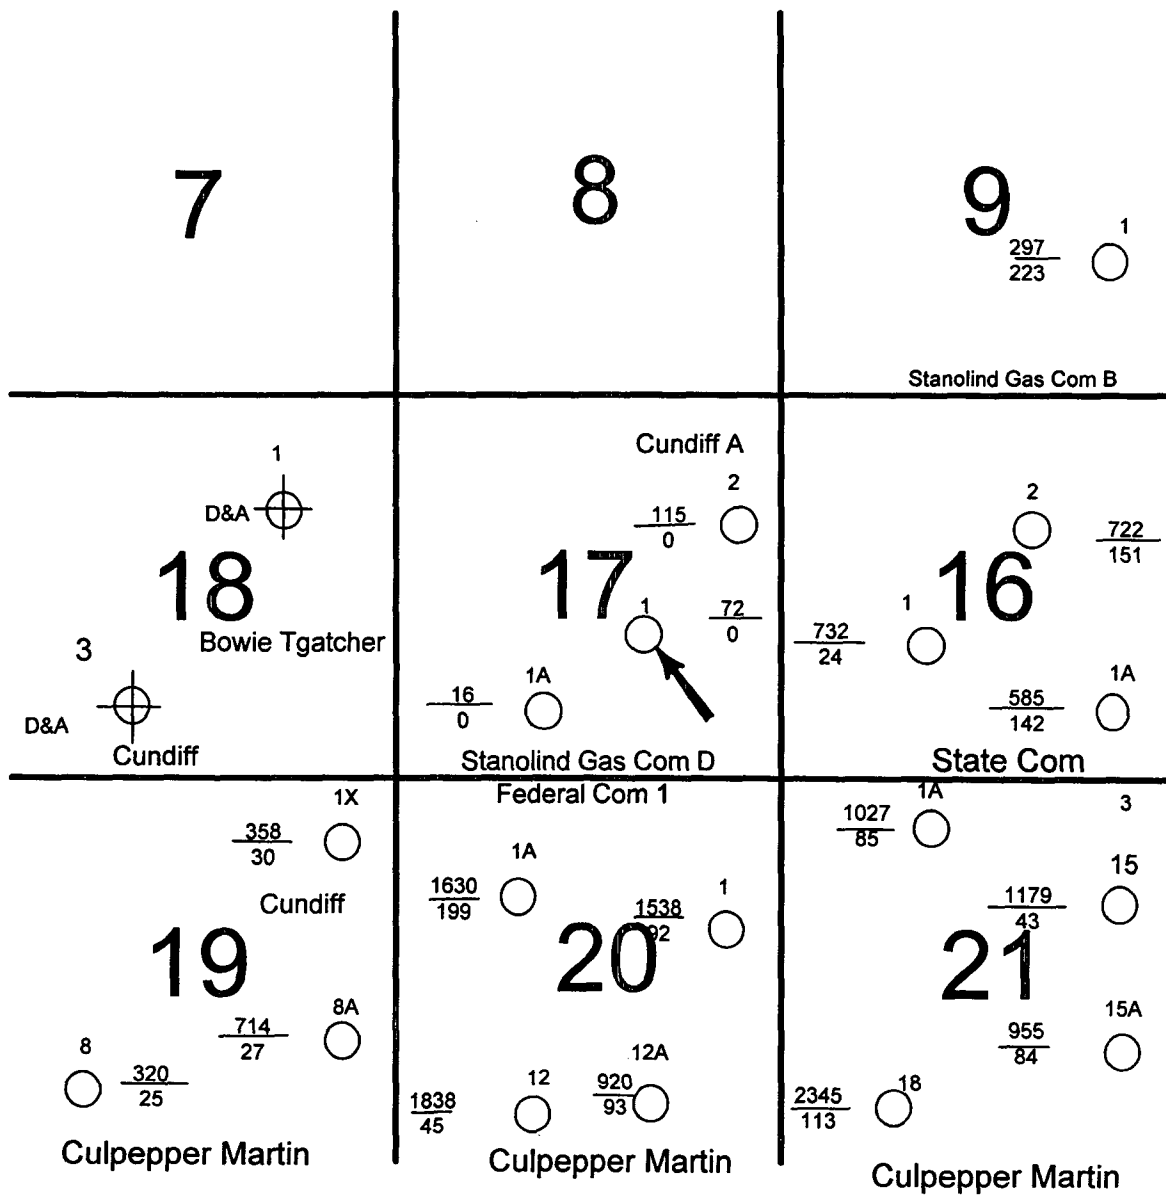 7
8
9
1
297
223
Stanolind Gas Com B
1
D&A
18
Bowie Tgatcher
3
D&A
Cundiff
Cundiff A
2
115
0
17
1
72
0
1A
16
0
Stanolind Gas Com D
2
722
151
16
1
732
24
1A
585
142
State Com
1X
358
30
Cundiff
19
8A
714
27
8
320
25
Culpepper Martin
Federal Com 1
1A
1630
199
1
1538
92
20
12A
12
920
93
1838
45
Culpepper Martin
1A
3
1027
85
15
1179
43
21
15A
955
84
18
2345
113
Culpepper Martin